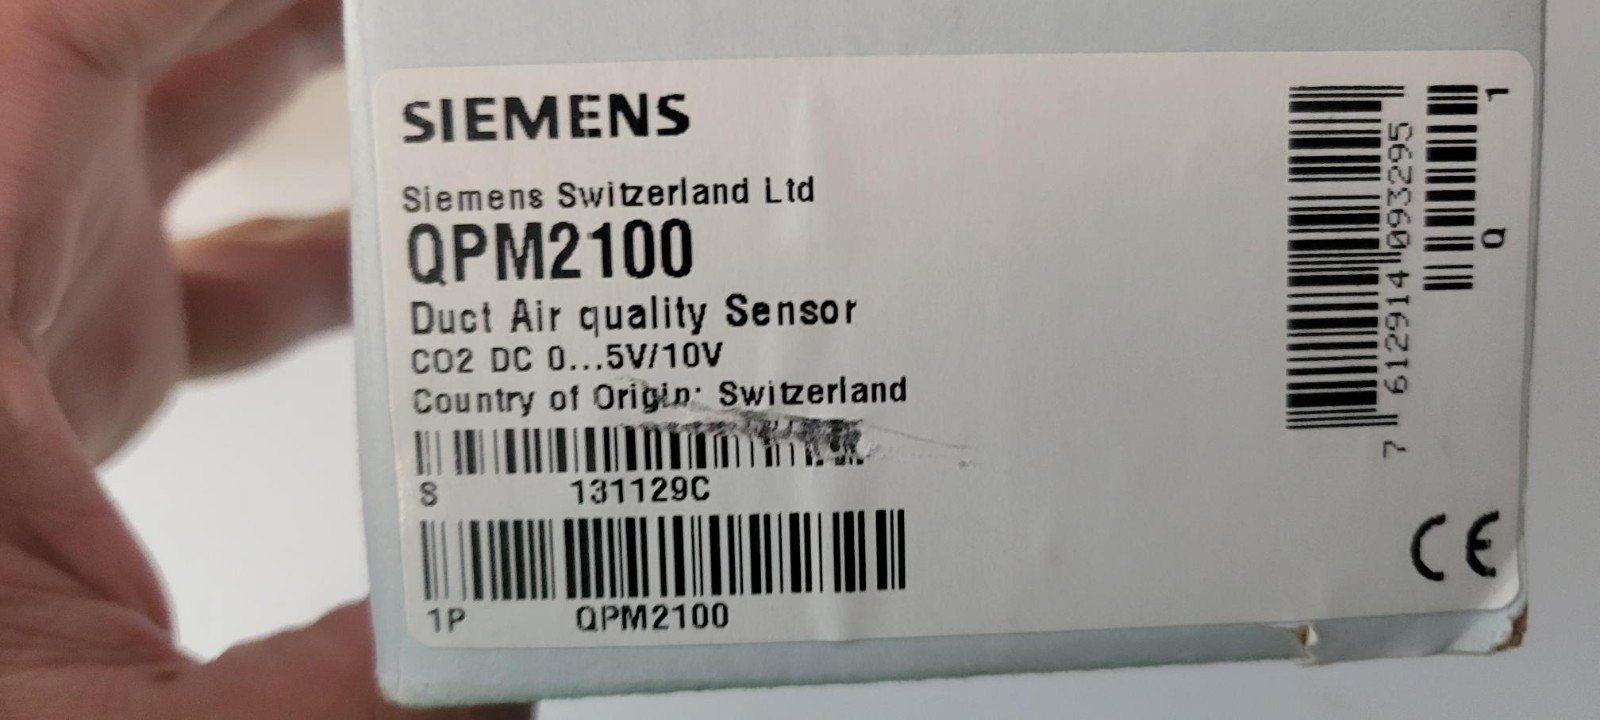 SIEMENS
Siemens Switzerland Ltd
QPM2100
Duct Air quality Sensor
CO2 DC 0...5V/10V
Country of Origin: Switzerland
S 131129C
1P QPM2100
7 612914 093295
Q 1
CE